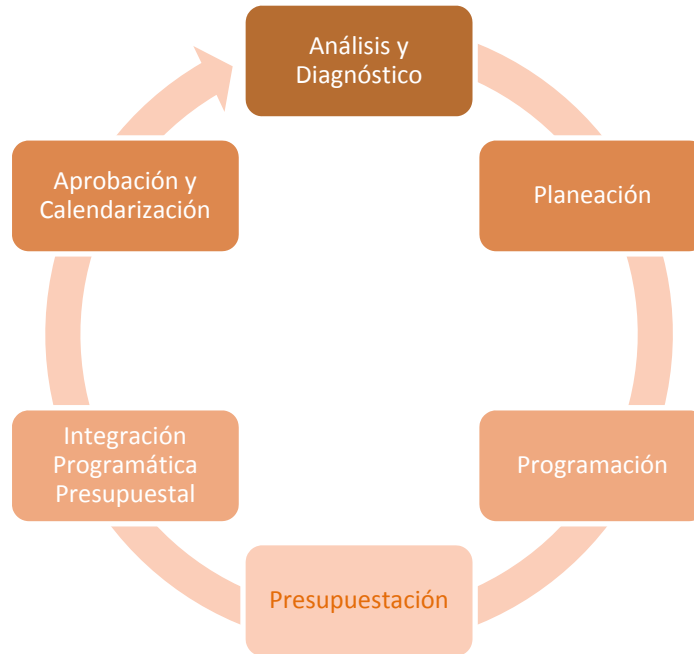 Análisis y
Diagnóstico
Planeación
Programación
Presupuestación
Integración
Programática
Presupuestal
Aprobación y
Calendarización